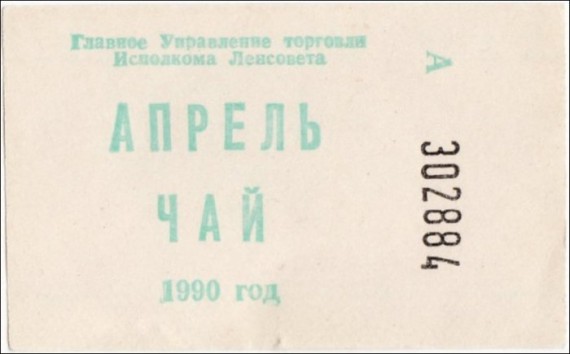 Главное Управление торговли
Исполкома Ленсовета
АПРЕЛЬ
ЧАЙ
1990 год
А
302884